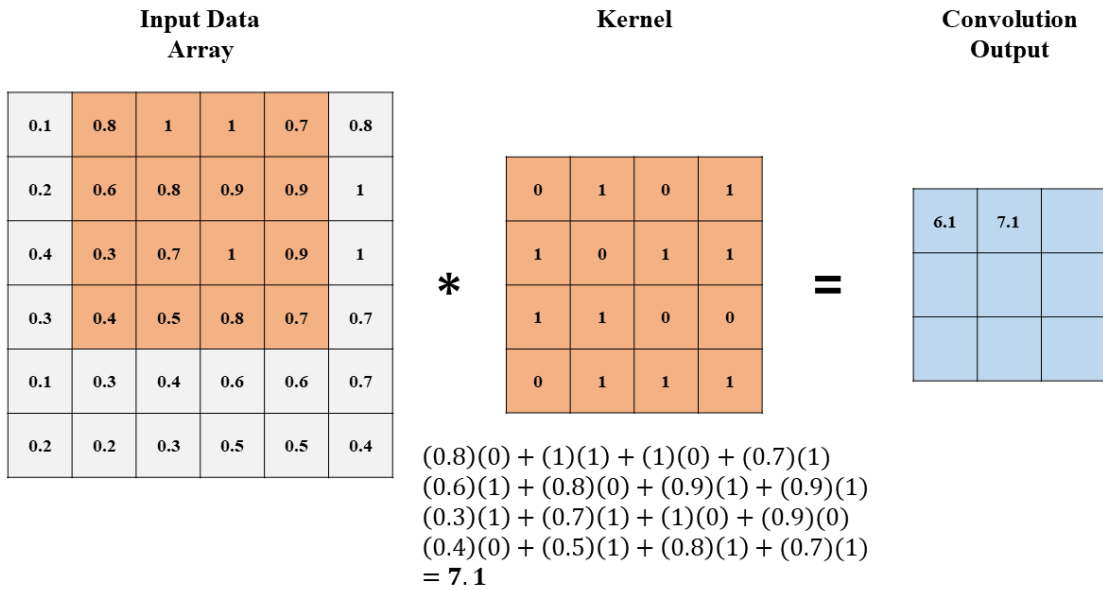 Input Data
Array
Kernel
Convolution
Output
0.1 0.8 1 1 0.7 0.8
0.2 0.6 0.8 0.9 0.9 1
0.4 0.3 0.7 1 0.9 1
0.3 0.4 0.5 0.8 0.7 0.7
0.1 0.3 0.4 0.6 0.6 0.7
0.2 0.2 0.3 0.5 0.5 0.4
*
0 1 0 1
1 0 1 1
1 1 0 0
0 1 1 1
=
6.1 7.1
(0.8)(0) + (1)(1) + (1)(0) + (0.7)(1)
(0.6)(1) + (0.8)(0) + (0.9)(1) + (0.9)(1)
(0.3)(1) + (0.7)(1) + (1)(0) + (0.9)(0)
(0.4)(0) + (0.5)(1) + (0.8)(1) + (0.7)(1)
= 7.1